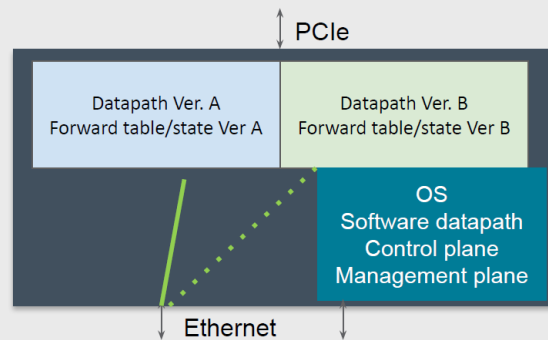 PCIe
Datapath Ver. A
Forward table/state Ver A
Datapath Ver. B
Forward table/state Ver B
OS
Software datapath
Control plane
Management plane
Ethernet